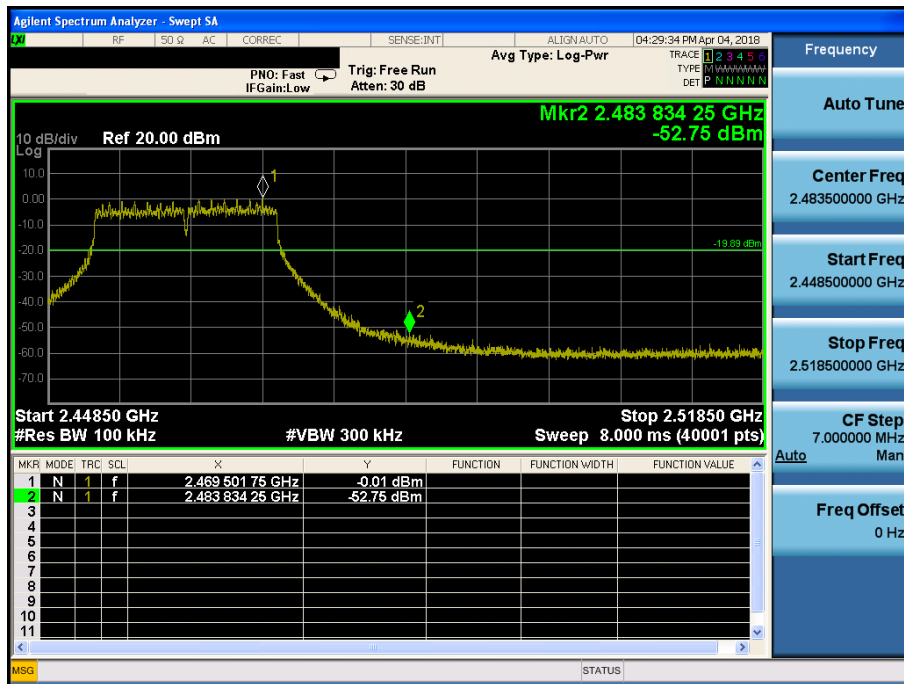 Agilent Spectrum Analyzer - Swept SA
LXI RF 50 Ω AC CORREC SENSE:INT ALIGN AUTO 04:29:34 PM Apr 04, 2018
Frequency
Avg Type: Log-Pwr
TRACE 1 2 3 4 5 6
PNO: Fast Trig: Free Run
TYPE M WWWWW
IFGain:Low Atten: 30 dB
DET P N N N N N
Auto Tune
Mkr2 2.483 834 25 GHz
-52.75 dBm
10 dB/div Ref 20.00 dBm
Log
10.0
0.00
-10.0
-20.0
-30.0
-40.0
-50.0
-60.0
-70.0
1
-19.89 dBm
2
Center Freq
2.483500000 GHz
Start Freq
2.448500000 GHz
Stop Freq
2.518500000 GHz
Start 2.44850 GHz Stop 2.51850 GHz
#Res BW 100 kHz #VBW 300 kHz Sweep 8.000 ms (40001 pts)
CF Step
7.000000 MHz
Auto Man
MKR MODE TRC SCL X Y FUNCTION FUNCTION WIDTH FUNCTION VALUE
1 N 1 f 2.469 501 75 GHz -0.01 dBm
2 N 1 f 2.483 834 25 GHz -52.75 dBm
3
4
5
6
7
8
9
10
11
Freq Offset
0 Hz
MSG STATUS